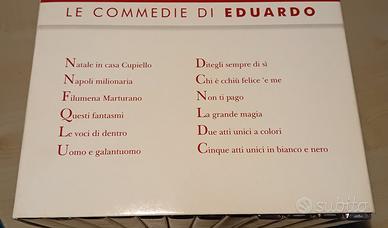 LE COMMEDIE DI EDUARDO
Natale in casa Cupiello
Napoli milionaria
Filumena Marturano
Questi fantasmi
Le voci di dentro
Uomo e galantuomo
Ditegli sempre di sì
Chi è cchiù felice 'e me
Non ti pago
La grande magia
Due atti unici a colori
Cinque atti unici in bianco e nero
subito